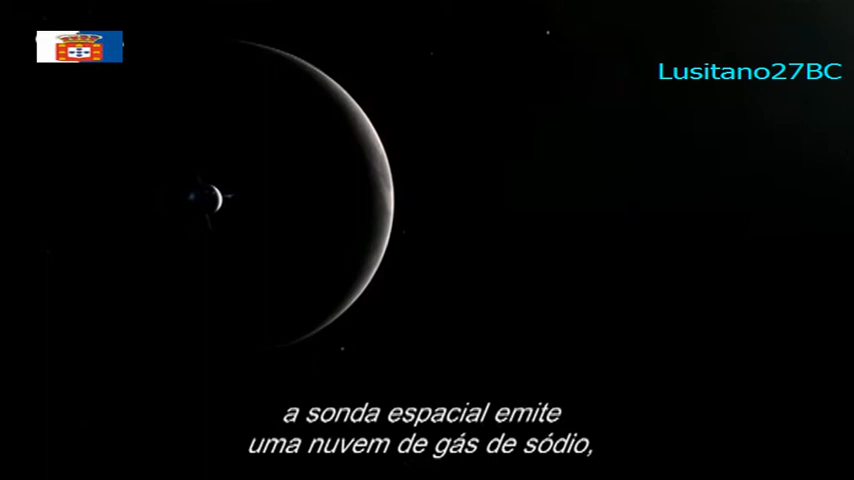 Lusitano27BC
a sonda espacial emite
uma nuvem de gás de sódio,